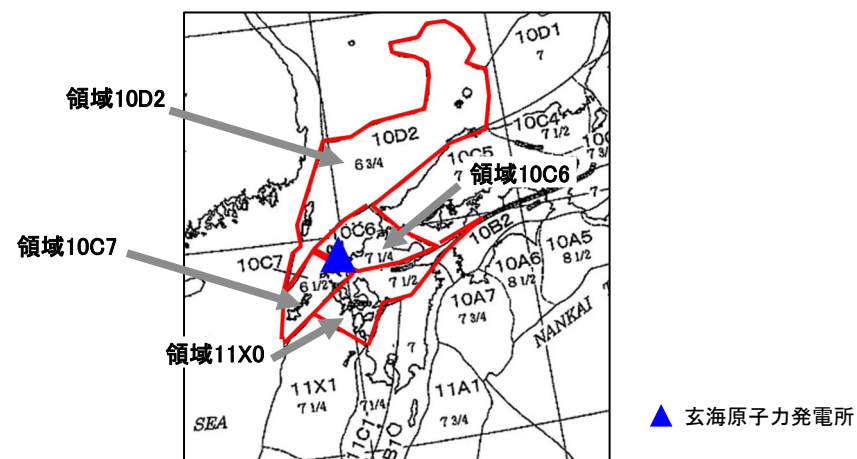 10D1
7
領域10D2
10D2
6 3/4
10C4
7 1/2
10C5
7
領域10C6
7
0C6
7 1/4
10B2
領域10C7
10C7
6 1/2
7 1/2
10A6
8 1/2
10A5
8 1/2
10A7
7 3/4
NANKAI
領域11X0
7
11X1
7 1/4
7 1/4
11A1
7 3/4
SEA
11C1
玄海原子力発電所